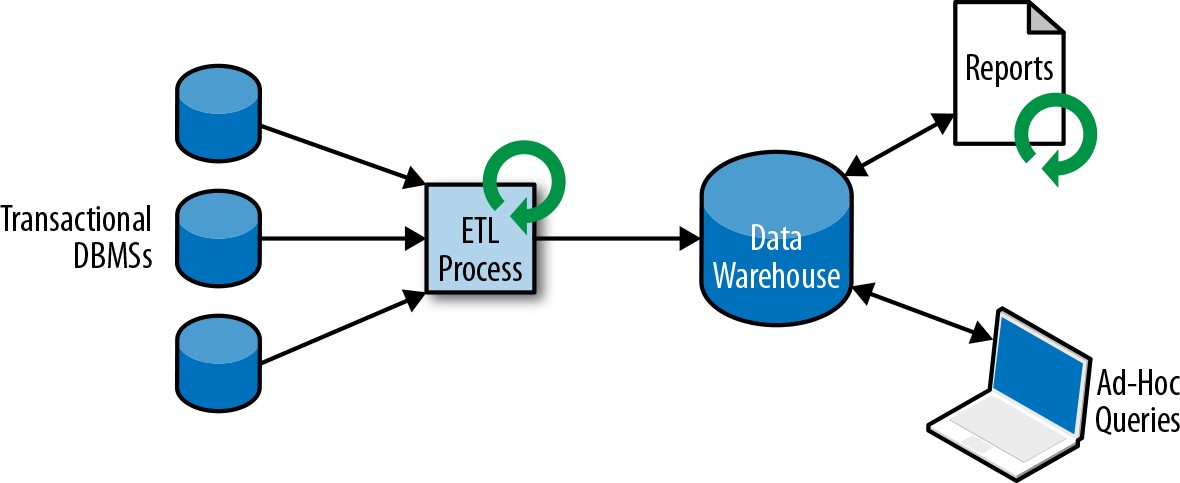 Transactional
DBMSs
ETL
Process
Data
Warehouse
Reports
Ad-Hoc
Queries